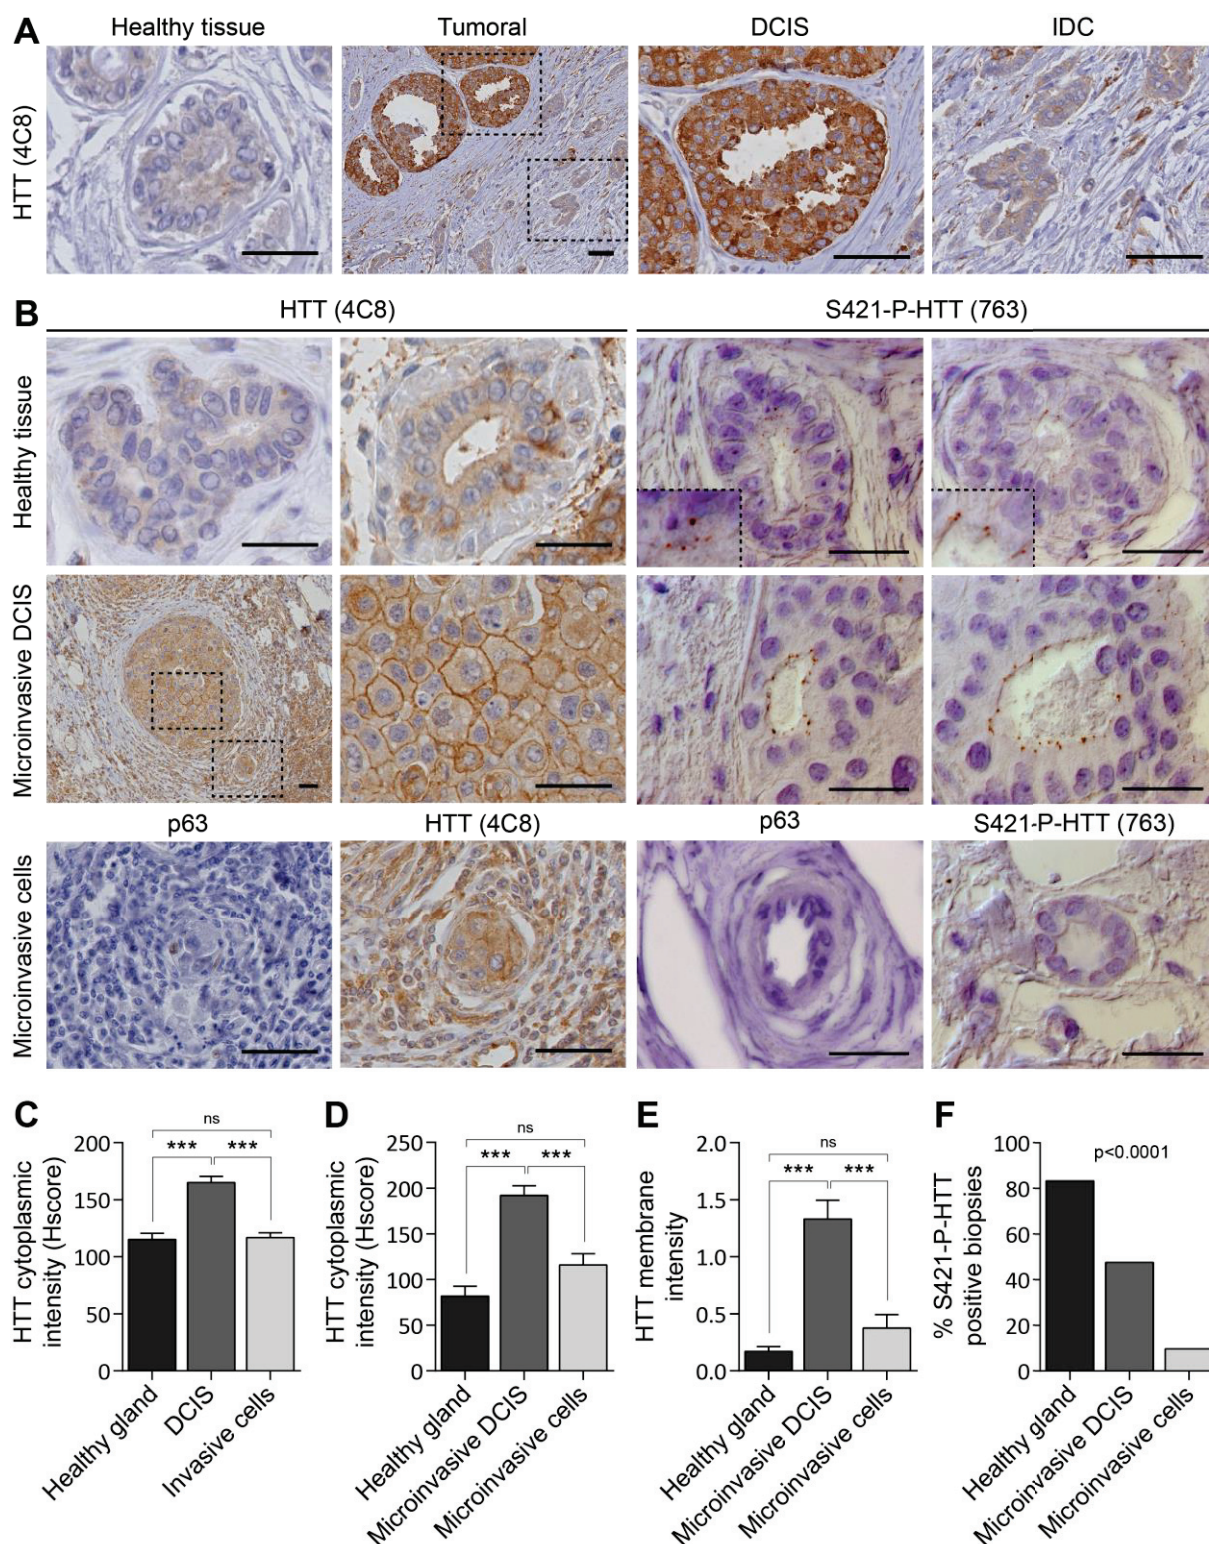 A
Healthy tissue
Tumoral
DCIS
IDC
HTT (4C8)
B
HTT (4C8)
S421-P-HTT (763)
Healthy tissue
Microinvasive DCIS
p63
HTT (4C8)
p63
S421-P-HTT (763)
Microinvasive cells
C
HTT cytoplasmic
intensity (Hscore)
200
150
100
50
0
ns
***
***
Healthy gland
DCIS
Invasive cells
D
HTT cytoplasmic
intensity (Hscore)
250
200
150
100
50
0
ns
***
***
Healthy gland
Microinvasive DCIS
Microinvasive cells
E
HTT membrane
intensity
2.0
1.5
1.0
0.5
0.0
ns
***
***
Healthy gland
Microinvasive DCIS
Microinvasive cells
F
% S421-P-HTT
positive biopsies
100
80
60
40
20
0
p<0.0001
Healthy gland
Microinvasive DCIS
Microinvasive cells